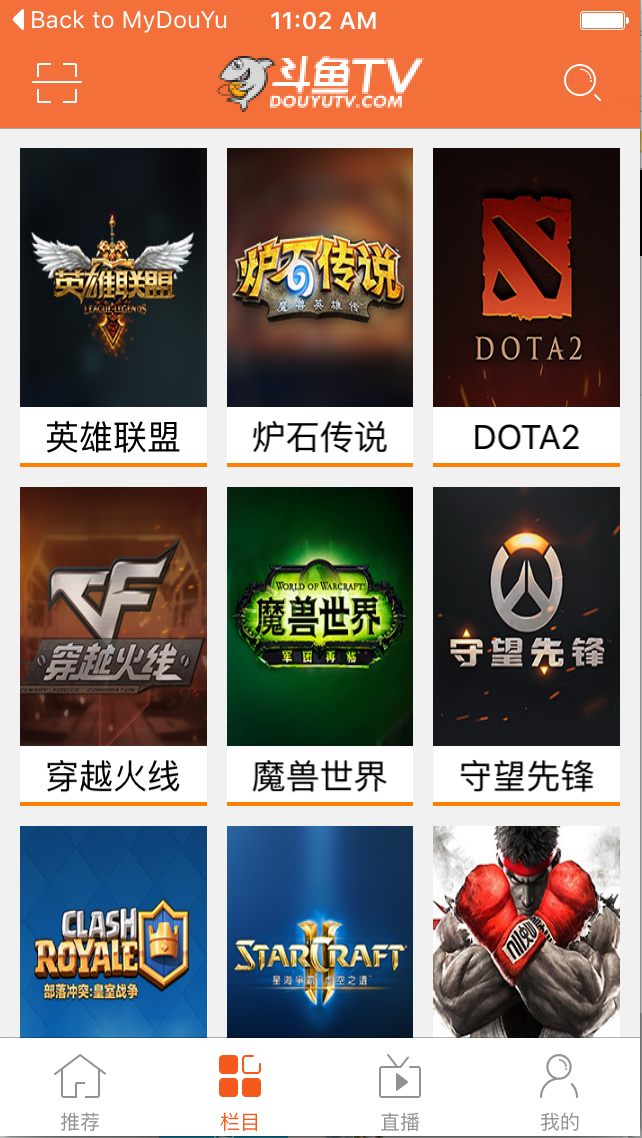 Back to MyDouYu 11:02 AM
斗鱼TV
DOUYUTV.COM
英雄联盟
LEAGUE OF LEGENDS
炉石传说
魔兽英雄传
DOTA2
英雄联盟
炉石传说
DOTA2
CF
穿越火线
WORLD OF WARCRAFT
魔兽世界
军团再临
守望先锋
穿越火线
魔兽世界
守望先锋
CLASH
ROYALE
部落冲突:皇室战争
STARCRAFT
II
星海争霸
虚空之遗
推荐
栏目
直播
我的